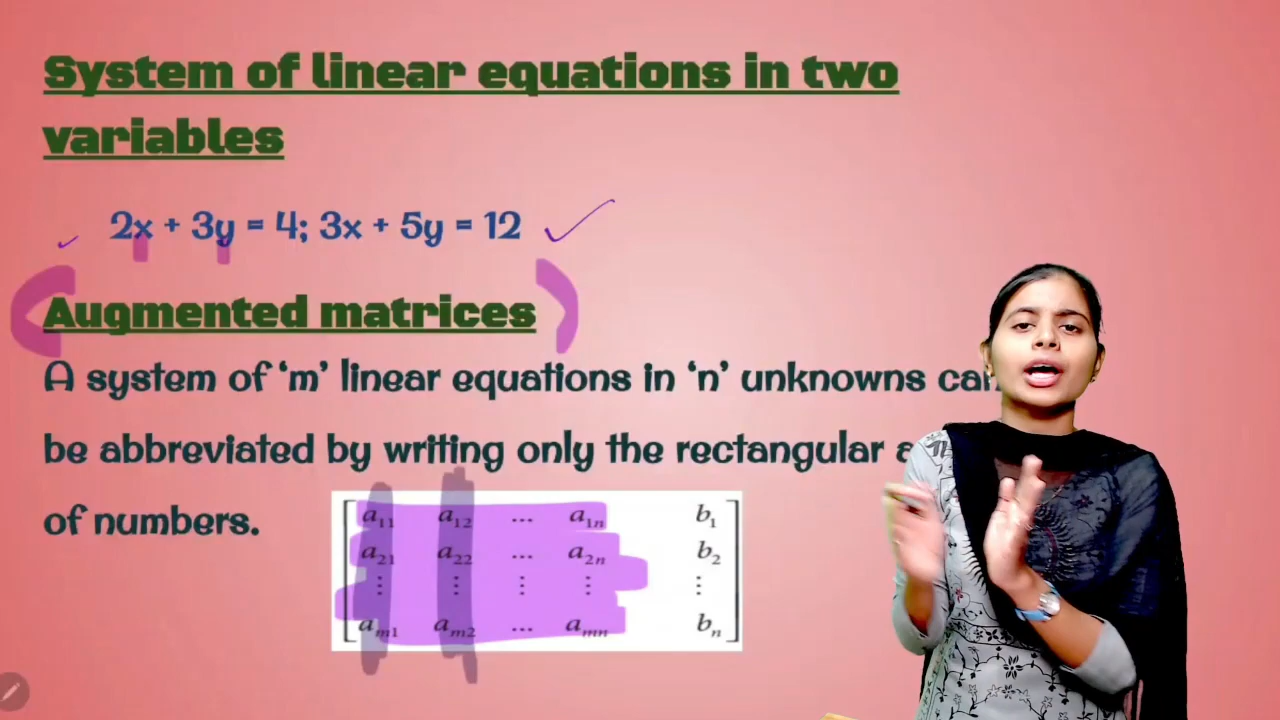 System of linear equations in two
variables
2x + 3y = 4; 3x + 5y = 12
Augmented matrices
A system of ‘m’ linear equations in ‘n’ unknowns can
be abbreviated by writing only the rectangular
of numbers.
a₁₁ a₁₂ ... a₁ₙ b₁
a₂₁ a₂₂ ... a₂ₙ b₂
⋮ ⋮ ⋮ ⋮ ⋮
aₘ₁ aₘ₂ ... aₘₙ bₙ